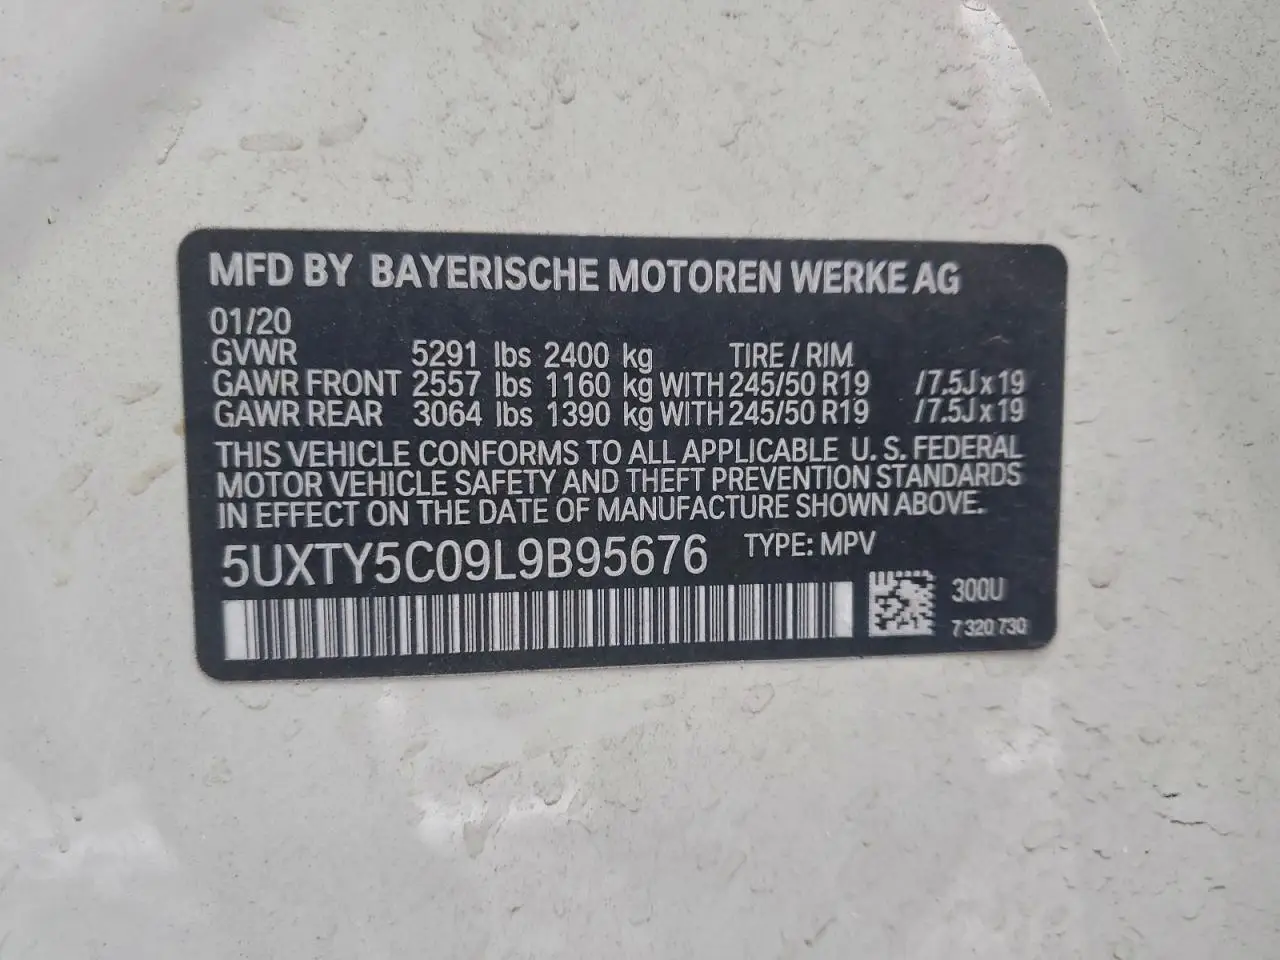 MFD BY BAYERISCHE MOTOREN WERKE AG
01/20
GVWR 5291 lbs 2400 kg TIRE / RIM
GAWR FRONT 2557 lbs 1160 kg WITH 245/50 R19 /7.5J x 19
GAWR REAR 3064 lbs 1390 kg WITH 245/50 R19 /7.5J x 19
THIS VEHICLE CONFORMS TO ALL APPLICABLE U. S. FEDERAL
MOTOR VEHICLE SAFETY AND THEFT PREVENTION STANDARDS
IN EFFECT ON THE DATE OF MANUFACTURE SHOWN ABOVE.
5UXTY5C09L9B95676 TYPE: MPV
300U
7 320 730